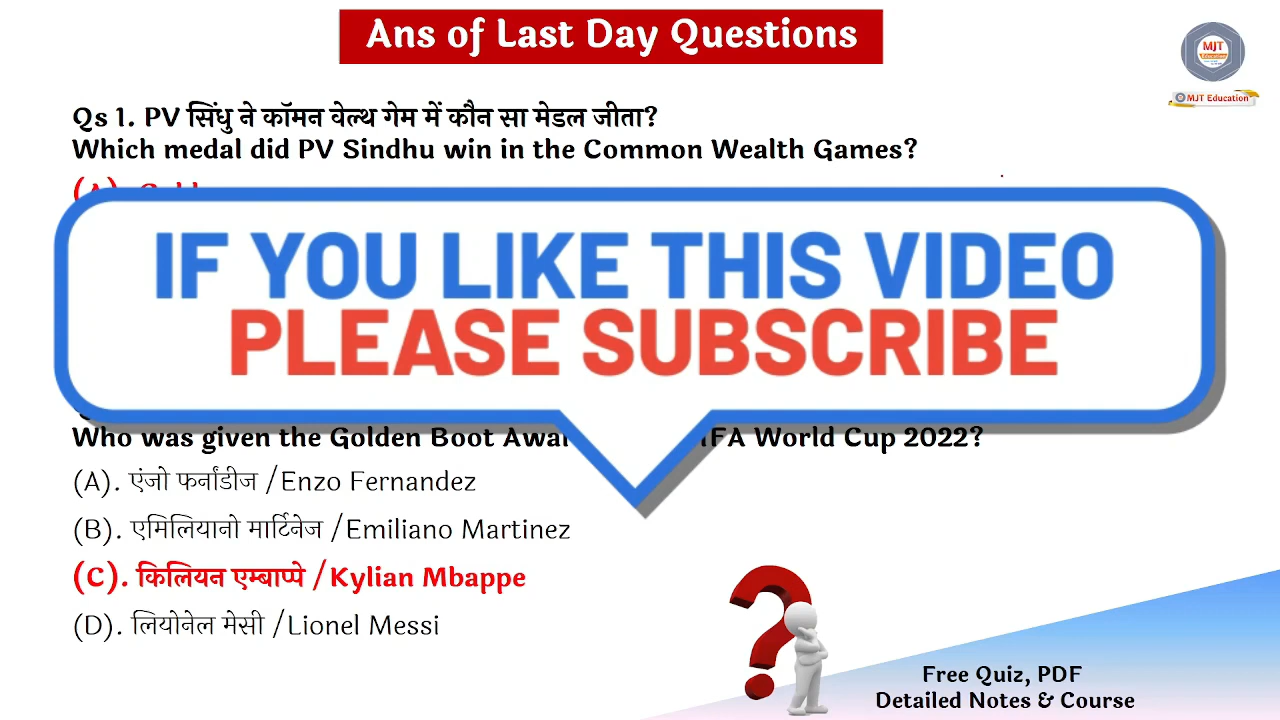 Ans of Last Day Questions
MJT
Education
MJT Education
Qs 1. PV सिंधु ने कॉमन वेल्थ गेम में कौन सा मेडल जीता?
Which medal did PV Sindhu win in the Common Wealth Games?
IF YOU LIKE THIS VIDEO
PLEASE SUBSCRIBE
Who was given the Golden Boot World Cup 2022?
(A). एंजो फर्नांडीज /Enzo Fernandez
(B). एमिलियानो मार्टिनेज /Emiliano Martinez
(C). किलियन एम्बाप्पे /Kylian Mbappe
(D). लियोनेल मेसी /Lionel Messi
Free Quiz, PDF
Detailed Notes & Course